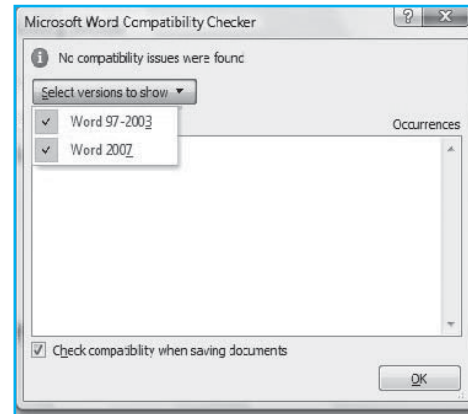 Microsoft Word Compatibility Checker
No compatibility issues were found
Select versions to show
Word 97-2003
Occurrences
Word 2007
Check compatibility when saving documents
OK